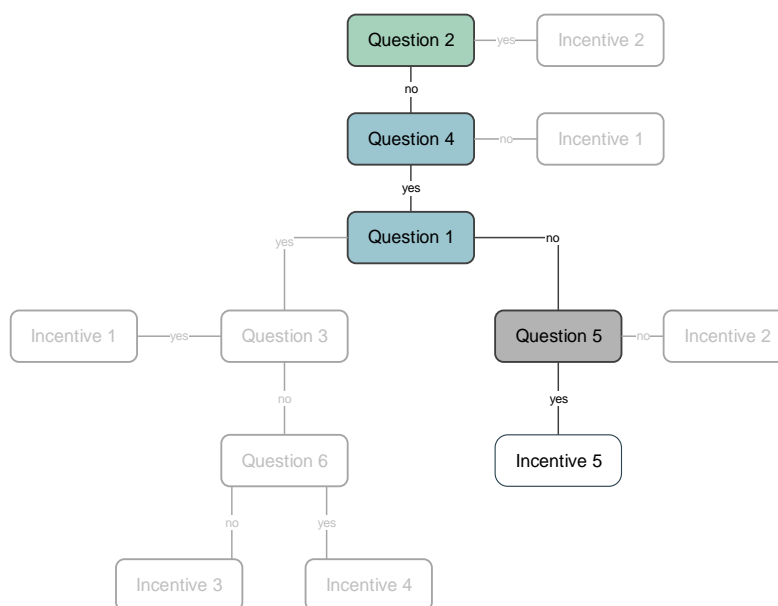 Question 2
yes
Incentive 2
no
Question 4
no
Incentive 1
yes
Question 1
yes
no
Incentive 1
yes
Question 3
Question 5
no
Incentive 2
no
yes
Question 6
Incentive 5
no
yes
Incentive 3
Incentive 4